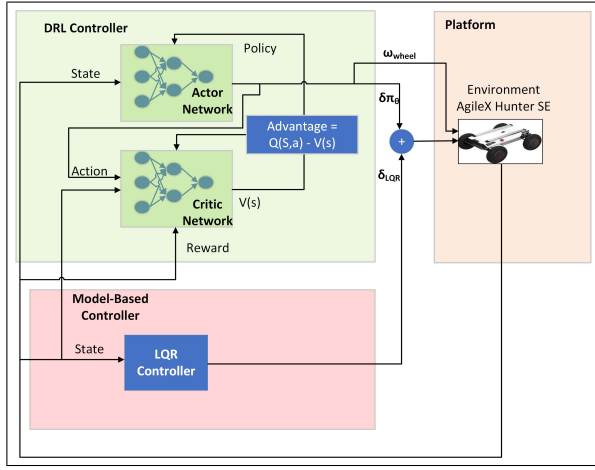 DRL Controller
Platform
Policy
ω_wheel
State
Actor
Network
Environment
AgileX Hunter SE
δπ_θ
Advantage =
Q(S,a) - V(s)
+
Action
δ_LQR
Critic
Network
V(s)
Reward
Model-Based
Controller
State
LQR
Controller